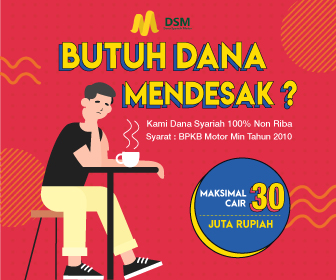 DSM
BUTUH DANA
MENDESAK ?
Kami Dana Syariah 100% Non Riba
Syarat : BPKB Motor Min Tahun 2010
MAKSIMAL
CAIR 30
JUTA RUPIAH